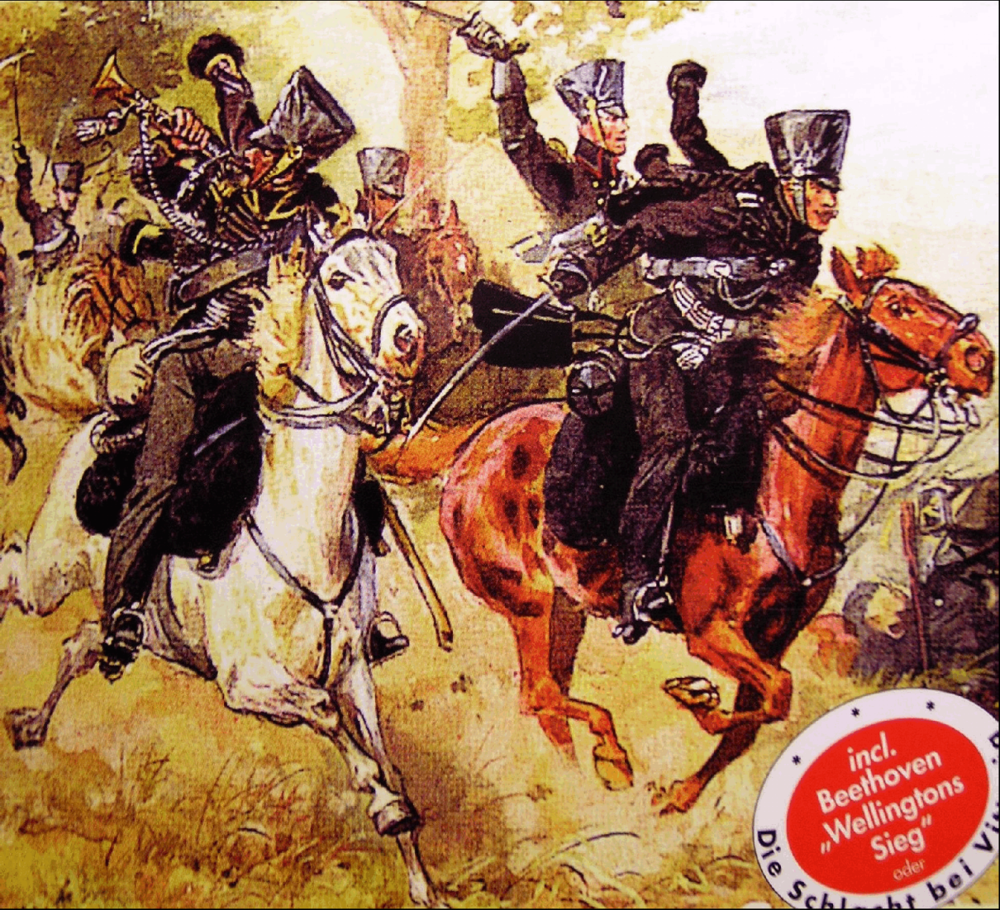 incl.
Beethoven
„Wellingtons
Sieg“
oder
Die Schlacht bei